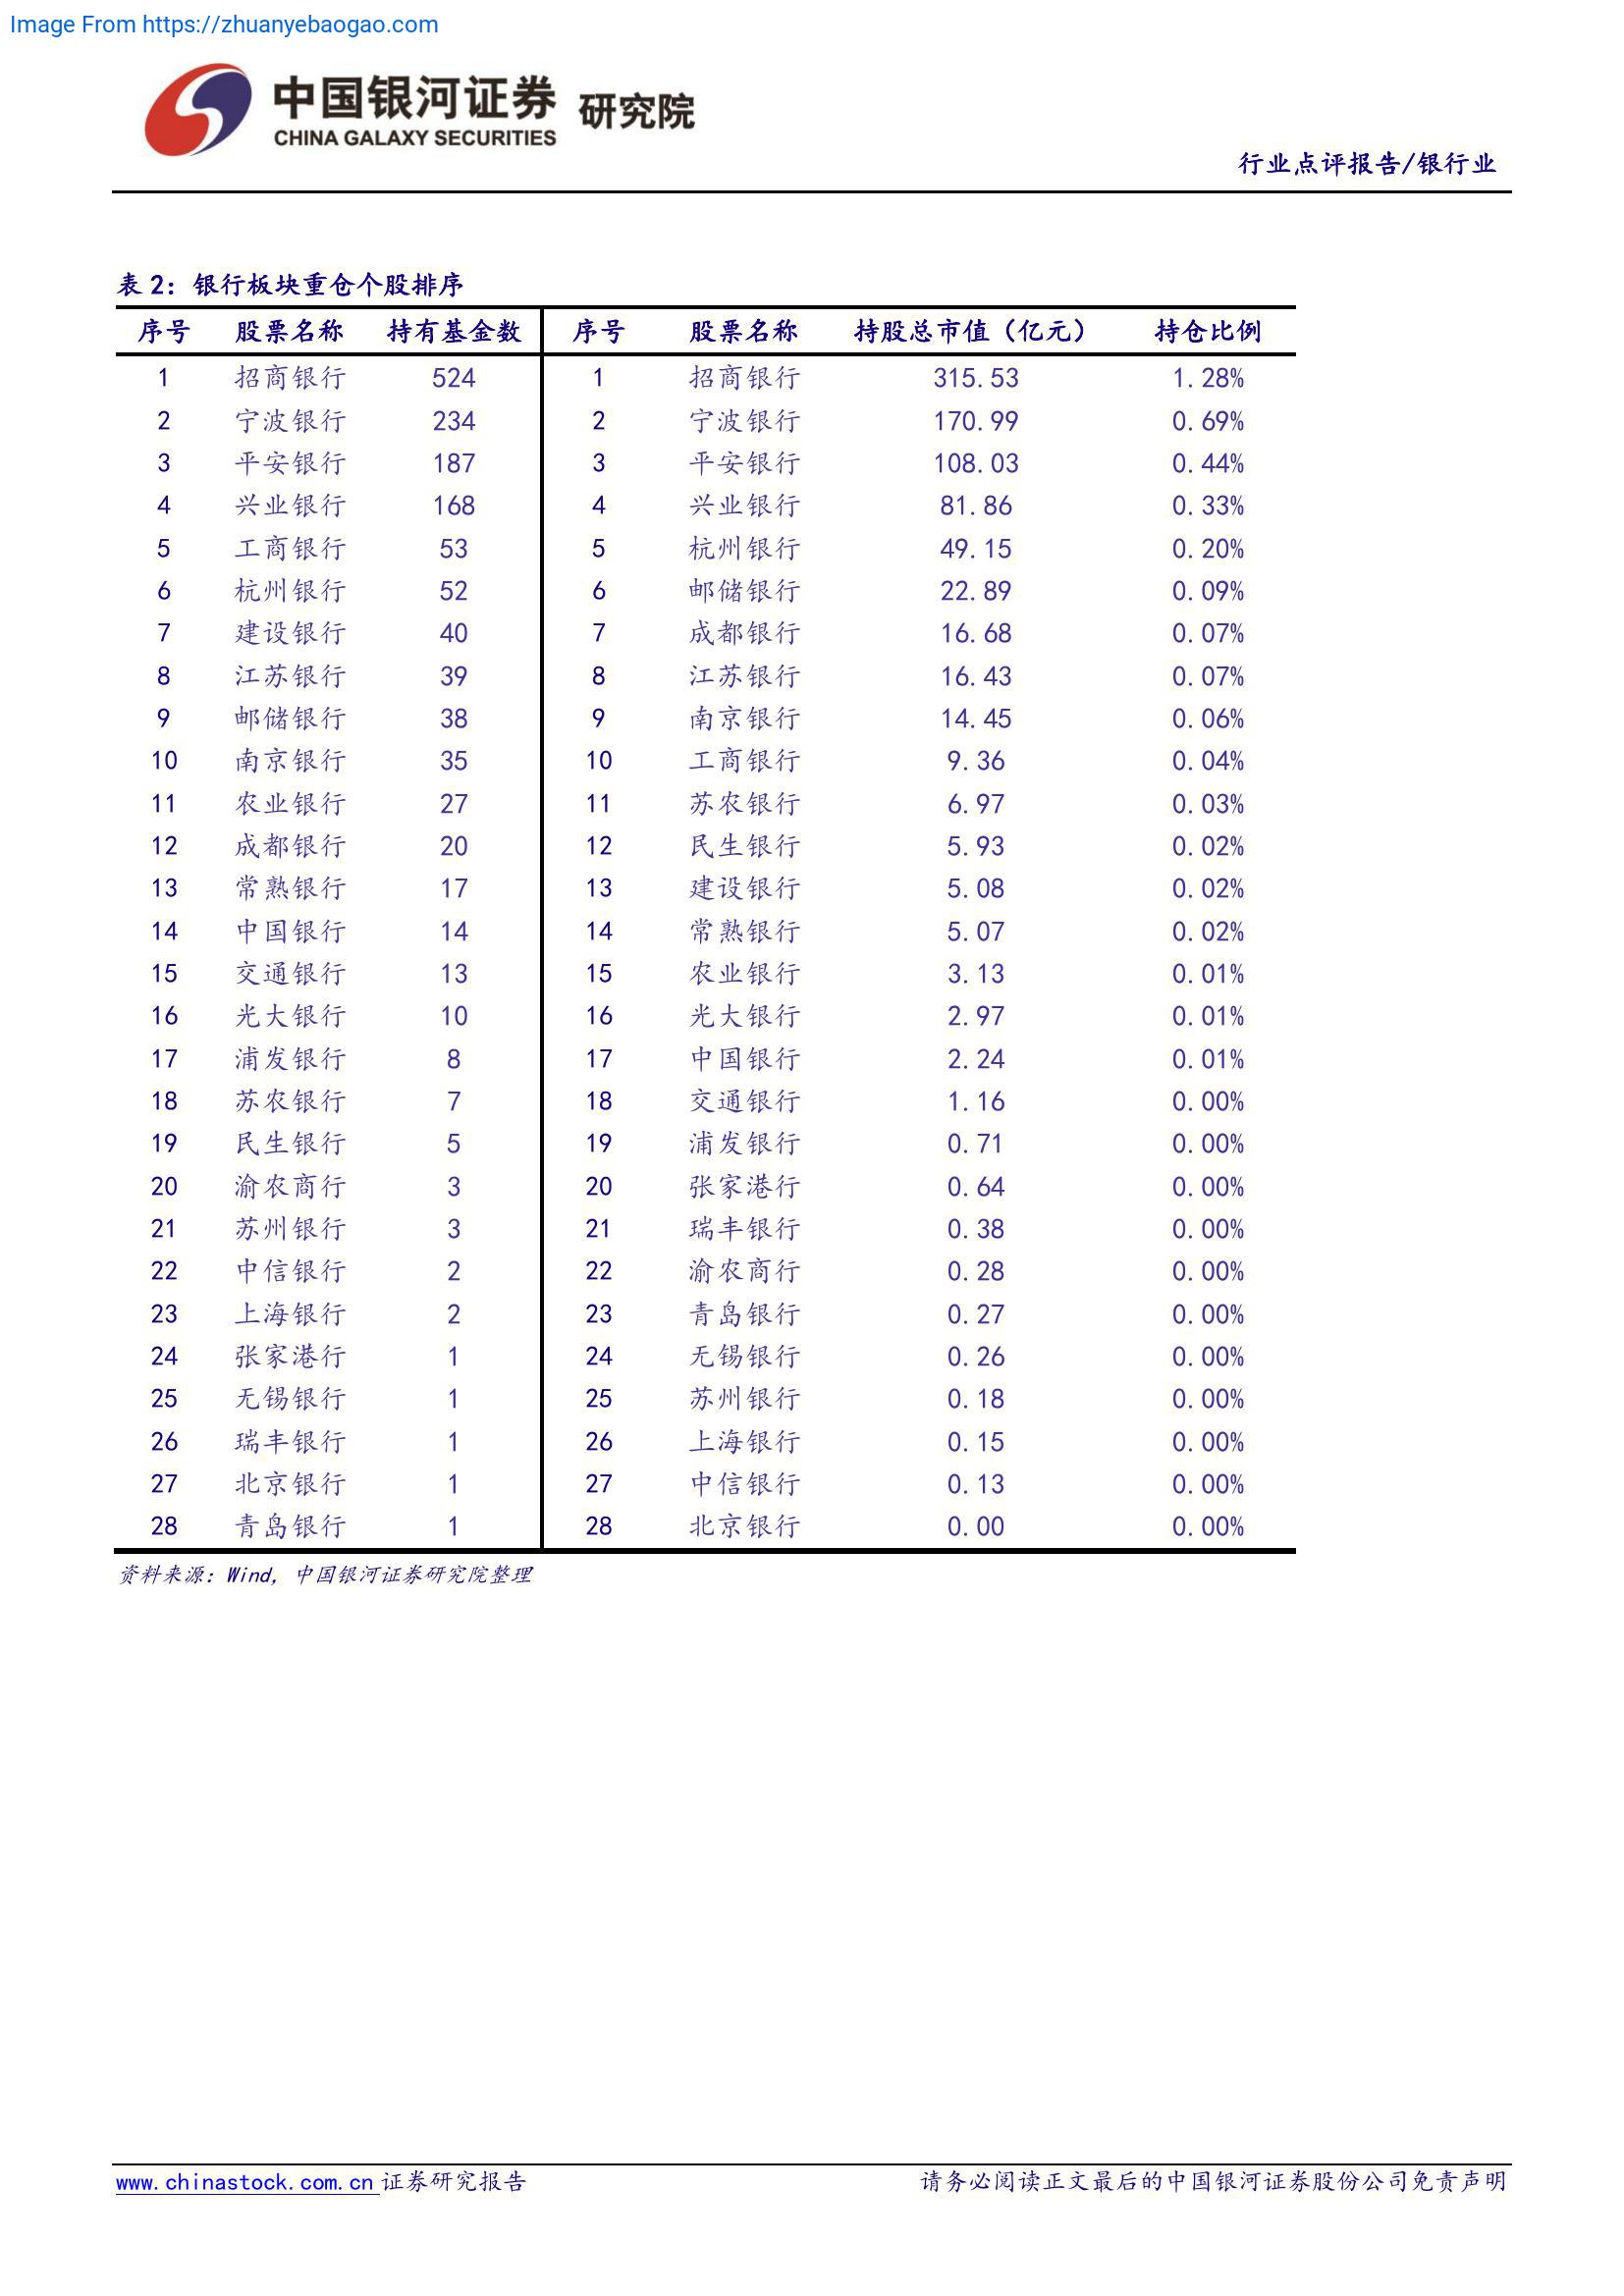 Image From https://zhuanyebaogao.com
中国银河证券 研究院
CHINA GALAXY SECURITIES
行业点评报告/银行业
表 2：银行板块重仓个股排序
序号 股票名称 持有基金数 序号 股票名称 持股总市值（亿元） 持仓比例
1 招商银行 524 1 招商银行 315.53 1.28%
2 宁波银行 234 2 宁波银行 170.99 0.69%
3 平安银行 187 3 平安银行 108.03 0.44%
4 兴业银行 168 4 兴业银行 81.86 0.33%
5 工商银行 53 5 杭州银行 49.15 0.20%
6 杭州银行 52 6 邮储银行 22.89 0.09%
7 建设银行 40 7 成都银行 16.68 0.07%
8 江苏银行 39 8 江苏银行 16.43 0.07%
9 邮储银行 38 9 南京银行 14.45 0.06%
10 南京银行 35 10 工商银行 9.36 0.04%
11 农业银行 27 11 苏农银行 6.97 0.03%
12 成都银行 20 12 民生银行 5.93 0.02%
13 常熟银行 17 13 建设银行 5.08 0.02%
14 中国银行 14 14 常熟银行 5.07 0.02%
15 交通银行 13 15 农业银行 3.13 0.01%
16 光大银行 10 16 光大银行 2.97 0.01%
17 浦发银行 8 17 中国银行 2.24 0.01%
18 苏农银行 7 18 交通银行 1.16 0.00%
19 民生银行 5 19 浦发银行 0.71 0.00%
20 渝农商行 3 20 张家港行 0.64 0.00%
21 苏州银行 3 21 瑞丰银行 0.38 0.00%
22 中信银行 2 22 渝农商行 0.28 0.00%
23 上海银行 2 23 青岛银行 0.27 0.00%
24 张家港行 1 24 无锡银行 0.26 0.00%
25 无锡银行 1 25 苏州银行 0.18 0.00%
26 瑞丰银行 1 26 上海银行 0.15 0.00%
27 北京银行 1 27 中信银行 0.13 0.00%
28 青岛银行 1 28 北京银行 0.00 0.00%
资料来源：Wind, 中国银河证券研究院整理
www.chinastock.com.cn 证券研究报告 请务必阅读正文最后的中国银河证券股份公司免责声明